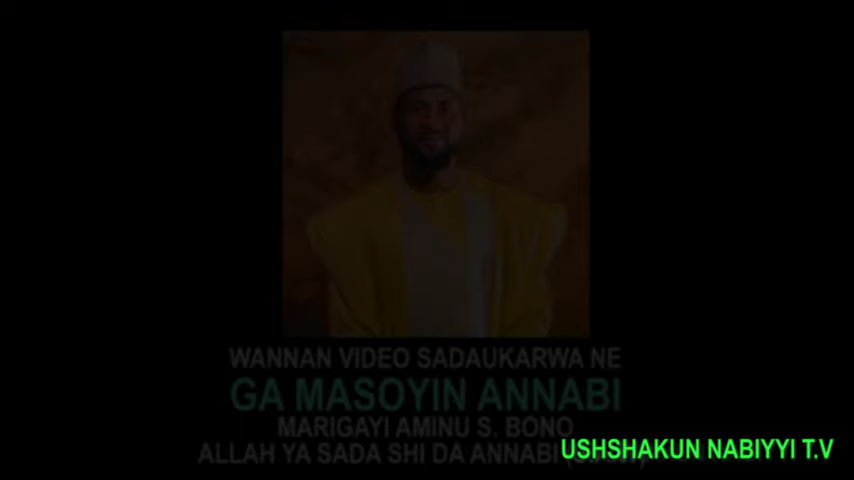 WANNAN VIDEO SADAUKARWA NE
GA MASOYIN ANNABI
MARIGAYI AMINU S. BONO
ALLAH YA SADA SHI DA ANNABI
USHSHAKUN NABIYYI T.V